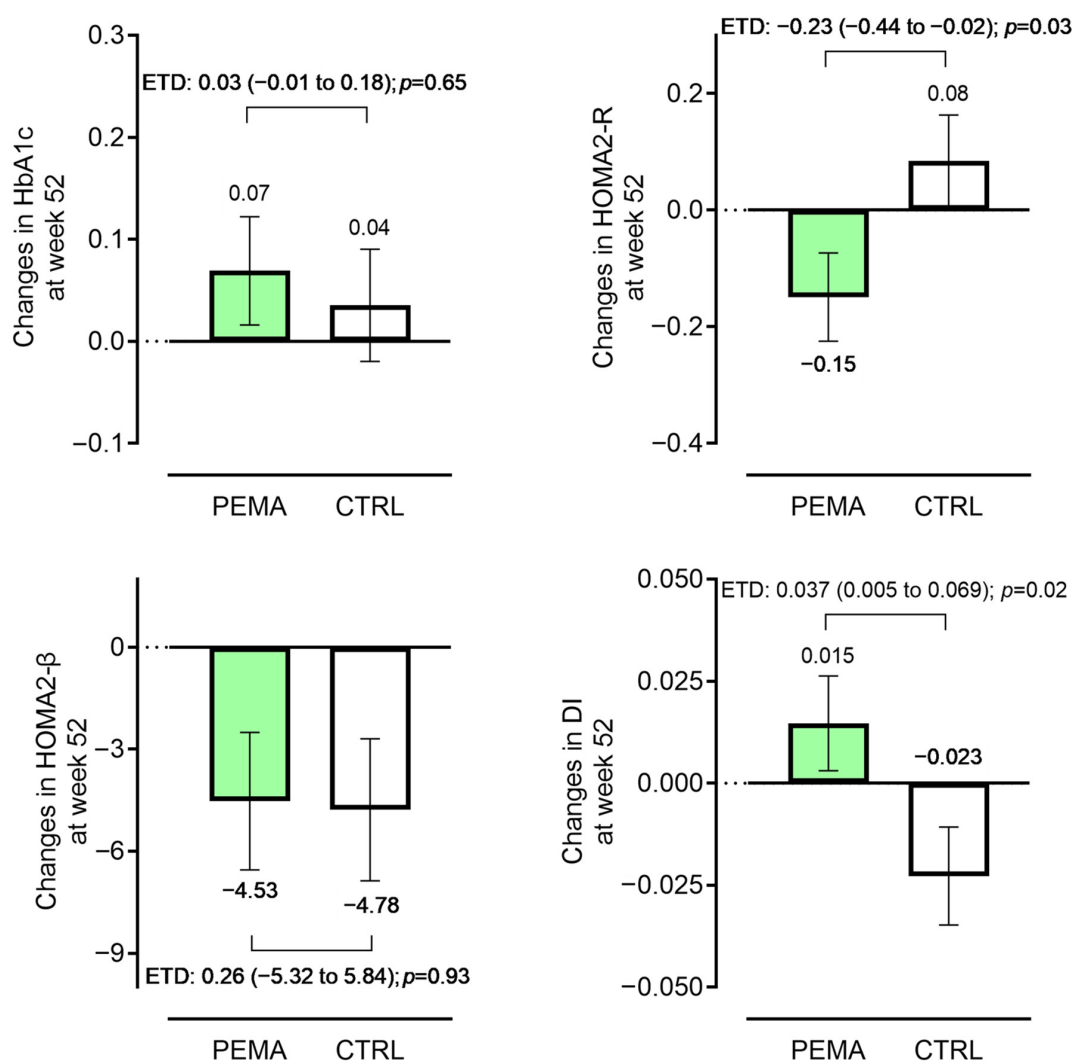 ETD: 0.03 (−0.01 to 0.18); p=0.65
0.3
0.2
0.1
0.0
−0.1
Changes in HbA1c
at week 52
0.07
0.04
PEMA
CTRL
ETD: −0.23 (−0.44 to −0.02); p=0.03
0.2
0.0
−0.2
−0.4
Changes in HOMA2-R
at week 52
0.08
−0.15
PEMA
CTRL
0
−3
−6
−9
Changes in HOMA2-β
at week 52
−4.53
−4.78
ETD: 0.26 (−5.32 to 5.84); p=0.93
PEMA
CTRL
ETD: 0.037 (0.005 to 0.069); p=0.02
0.050
0.025
0.000
−0.025
−0.050
Changes in DI
at week 52
0.015
−0.023
PEMA
CTRL